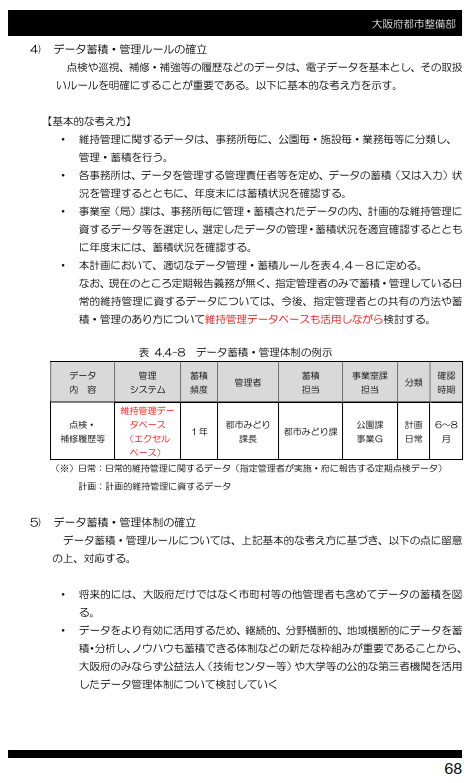 大阪府都市整備部
4) データ蓄積・管理ルールの確立
点検や巡視、補修・補強等の履歴などのデータは、電子データを基本とし、その取扱
いルールを明確にすることが重要である。以下に基本的な考え方を示す。
【基本的な考え方】
・ 維持管理に関するデータは、事務所毎に、公園毎・施設毎・業務毎等に分類し、
管理・蓄積を行う。
・ 各事務所は、データを管理する管理責任者等を定め、データの蓄積（又は入力）状
況を管理するとともに、年度末には蓄積状況を確認する。
・ 事業室（局）課は、事務所毎に管理・蓄積されたデータの内、計画的な維持管理に
資するデータ等を選定し、選定したデータの管理・蓄積状況を適宜確認するととも
に年度末には、蓄積状況を確認する。
・ 本計画において、適切なデータ管理・蓄積ルールを表4.4－8に定める。
なお、現在のところ定期報告義務が無く、指定管理者のみで蓄積・管理している日
常的維持管理に資するデータについては、今後、指定管理者との共有の方法や蓄
積・管理のあり方について維持管理データベースも活用しながら検討する。
表 4.4-8 データ蓄積・管理体制の例示
データ 管理 蓄積 管理者 蓄積 事業室課 分類 確認
内 容 システム 頻度 担当 担当 時期
点検・ 維持管理デー 1年 都市みどり 都市みどり課 公園課 計画 6～8
補修履歴等 タベース 課長 事業G 日常 月
（エクセル
ベース）
（※）日常：日常的維持管理に関するデータ（指定管理者が実施・府に報告する定期点検データ）
計画：計画的維持管理に資するデータ
5) データ蓄積・管理体制の確立
データ蓄積・管理ルールについては、上記基本的な考え方に基づき、以下の点に留意
の上、対応する。
・ 将来的には、大阪府だけではなく市町村等の他管理者も含めてデータの蓄積を図
る。
・ データをより有効に活用するため、継続的、分野横断的、地域横断的にデータを蓄
積・分析し、ノウハウも蓄積できる体制などの新たな枠組みが重要であることから、
大阪府のみならず公益法人（技術センター等）や大学等の公的な第三者機関を活用
したデータ管理体制について検討していく
68